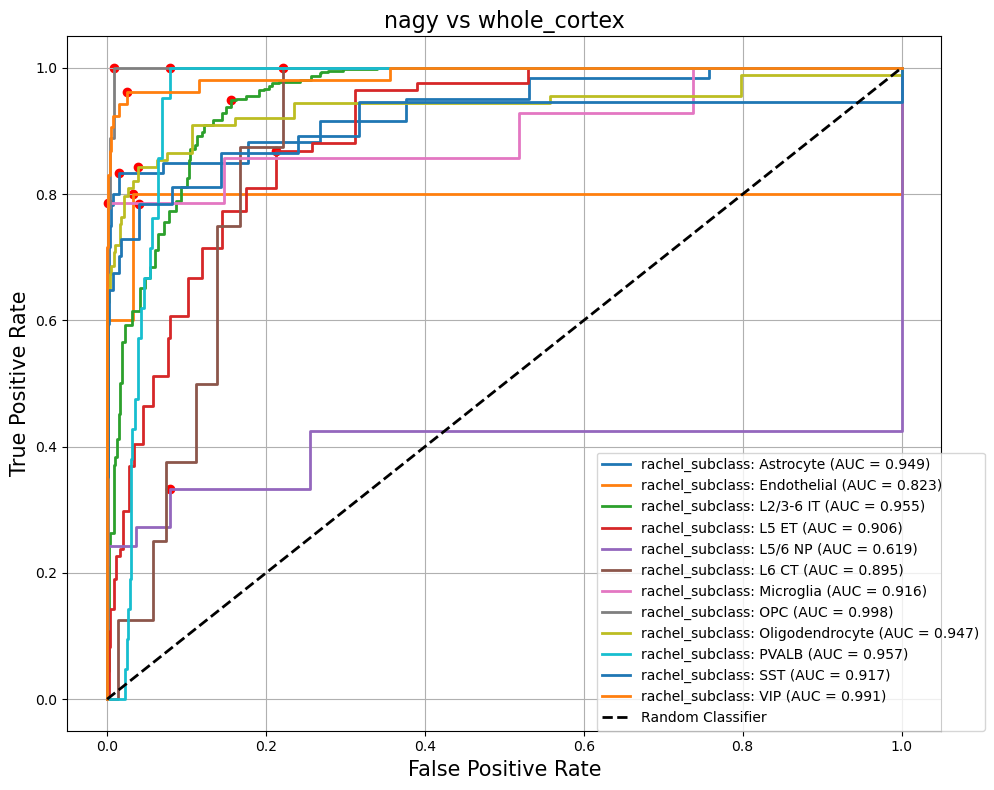 nagy vs whole_cortex
True Positive Rate
1.0
0.8
0.6
0.4
0.2
0.0
rachel_subclass: Astrocyte (AUC = 0.949)
rachel_subclass: Endothelial (AUC = 0.823)
rachel_subclass: L2/3-6 IT (AUC = 0.955)
rachel_subclass: L5 ET (AUC = 0.906)
rachel_subclass: L5/6 NP (AUC = 0.619)
rachel_subclass: L6 CT (AUC = 0.895)
rachel_subclass: Microglia (AUC = 0.916)
rachel_subclass: OPC (AUC = 0.998)
rachel_subclass: Oligodendrocyte (AUC = 0.947)
rachel_subclass: PVALB (AUC = 0.957)
rachel_subclass: SST (AUC = 0.917)
rachel_subclass: VIP (AUC = 0.991)
Random Classifier
0.0 0.2 0.4 0.6 0.8 1.0
False Positive Rate